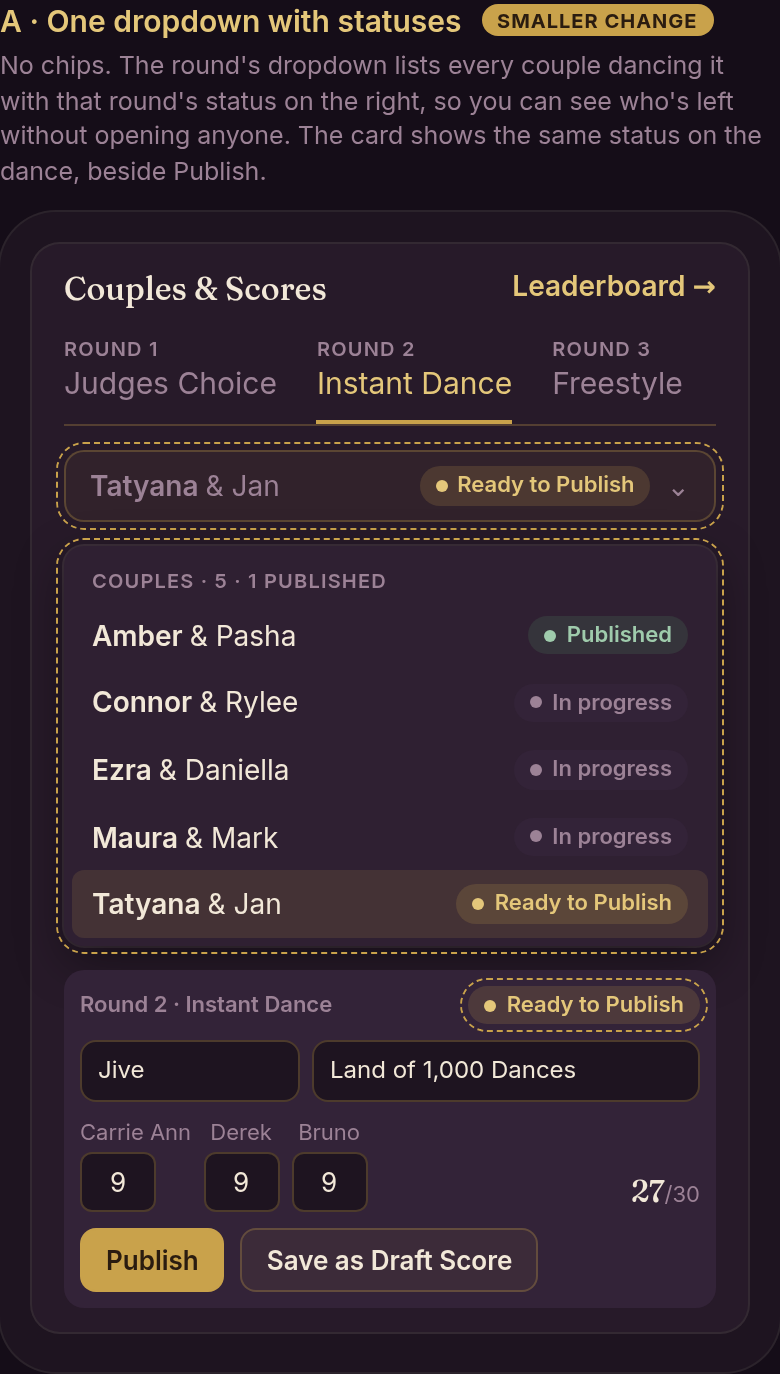 A · One dropdown with statuses SMALLER CHANGE
No chips. The round's dropdown lists every couple dancing it
with that round's status on the right, so you can see who's left
without opening anyone. The card shows the same status on the
dance, beside Publish.
Couples & Scores Leaderboard →
ROUND 1 ROUND 2 ROUND 3
Judges Choice Instant Dance Freestyle
Tatyana & Jan Ready to Publish
COUPLES · 5 · 1 PUBLISHED
Amber & Pasha Published
Connor & Rylee In progress
Ezra & Daniella In progress
Maura & Mark In progress
Tatyana & Jan Ready to Publish
Round 2 · Instant Dance Ready to Publish
Jive Land of 1,000 Dances
Carrie Ann Derek Bruno
9 9 9 27/30
Publish Save as Draft Score